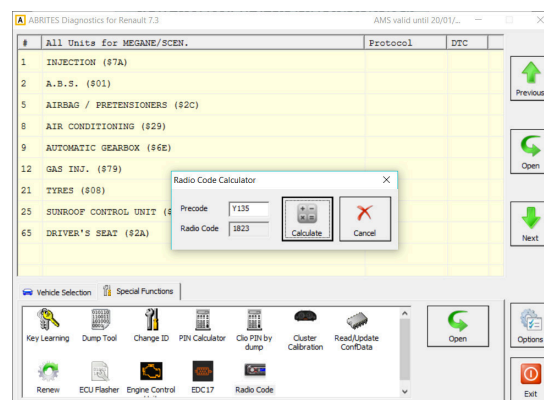 ABRITES Diagnostics for Renault 7.3 AMS valid until 20/01/...
# All Units for MEGANE/SCEN. Protocol DTC
1 INJECTION ($7A)
2 A.B.S. ($01)
5 AIRBAG / PRETENSIONERS ($2C)
8 AIR CONDITIONING ($29)
9 AUTOMATIC GEARBOX ($6E)
12 GAS INJ. ($79)
21 TYRES ($08)
25 SUNROOF CONTROL UNIT ($
65 DRIVER'S SEAT ($2A)
Previous
Open
Next
Radio Code Calculator
Precode Y135
Radio Code 1823
Calculate Cancel
Vehicle Selection Special Functions
Key Learning Dump Tool Change ID PIN Calculator Clio PIN by Cluster Read/Update
dump Calibration ConfData
Renew ECU Flasher Engine Control EDC17 Radio Code
Open
Options
Exit